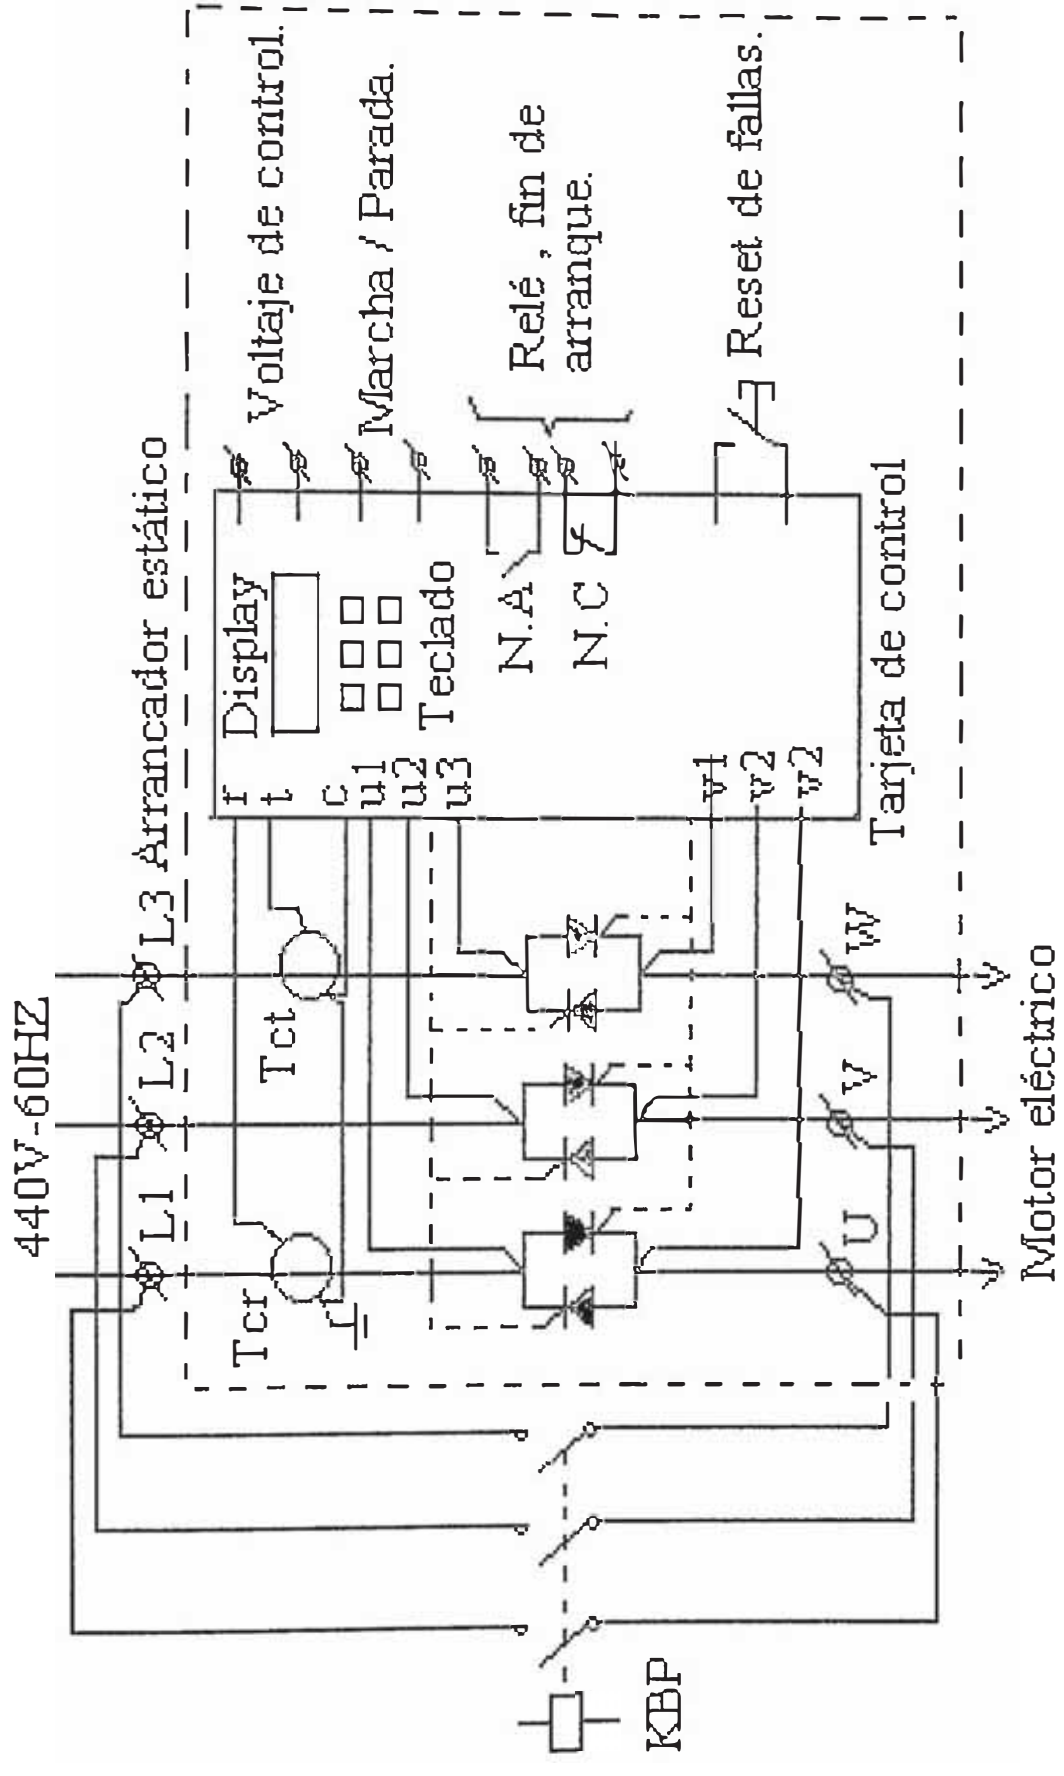 440V-60HZ
L1 L2 L3 Arrancador estático
Tcr
Tct
r
t
c
u1
u2
u3
Display
Teclado
N.A
N.C
v1
v2
v2
Tarjeta de control
Voltaje de control.
Marcha / Parada.
Relé , fin de
arranque.
Reset de fallas.
U V W
Motor eléctrico
KBP